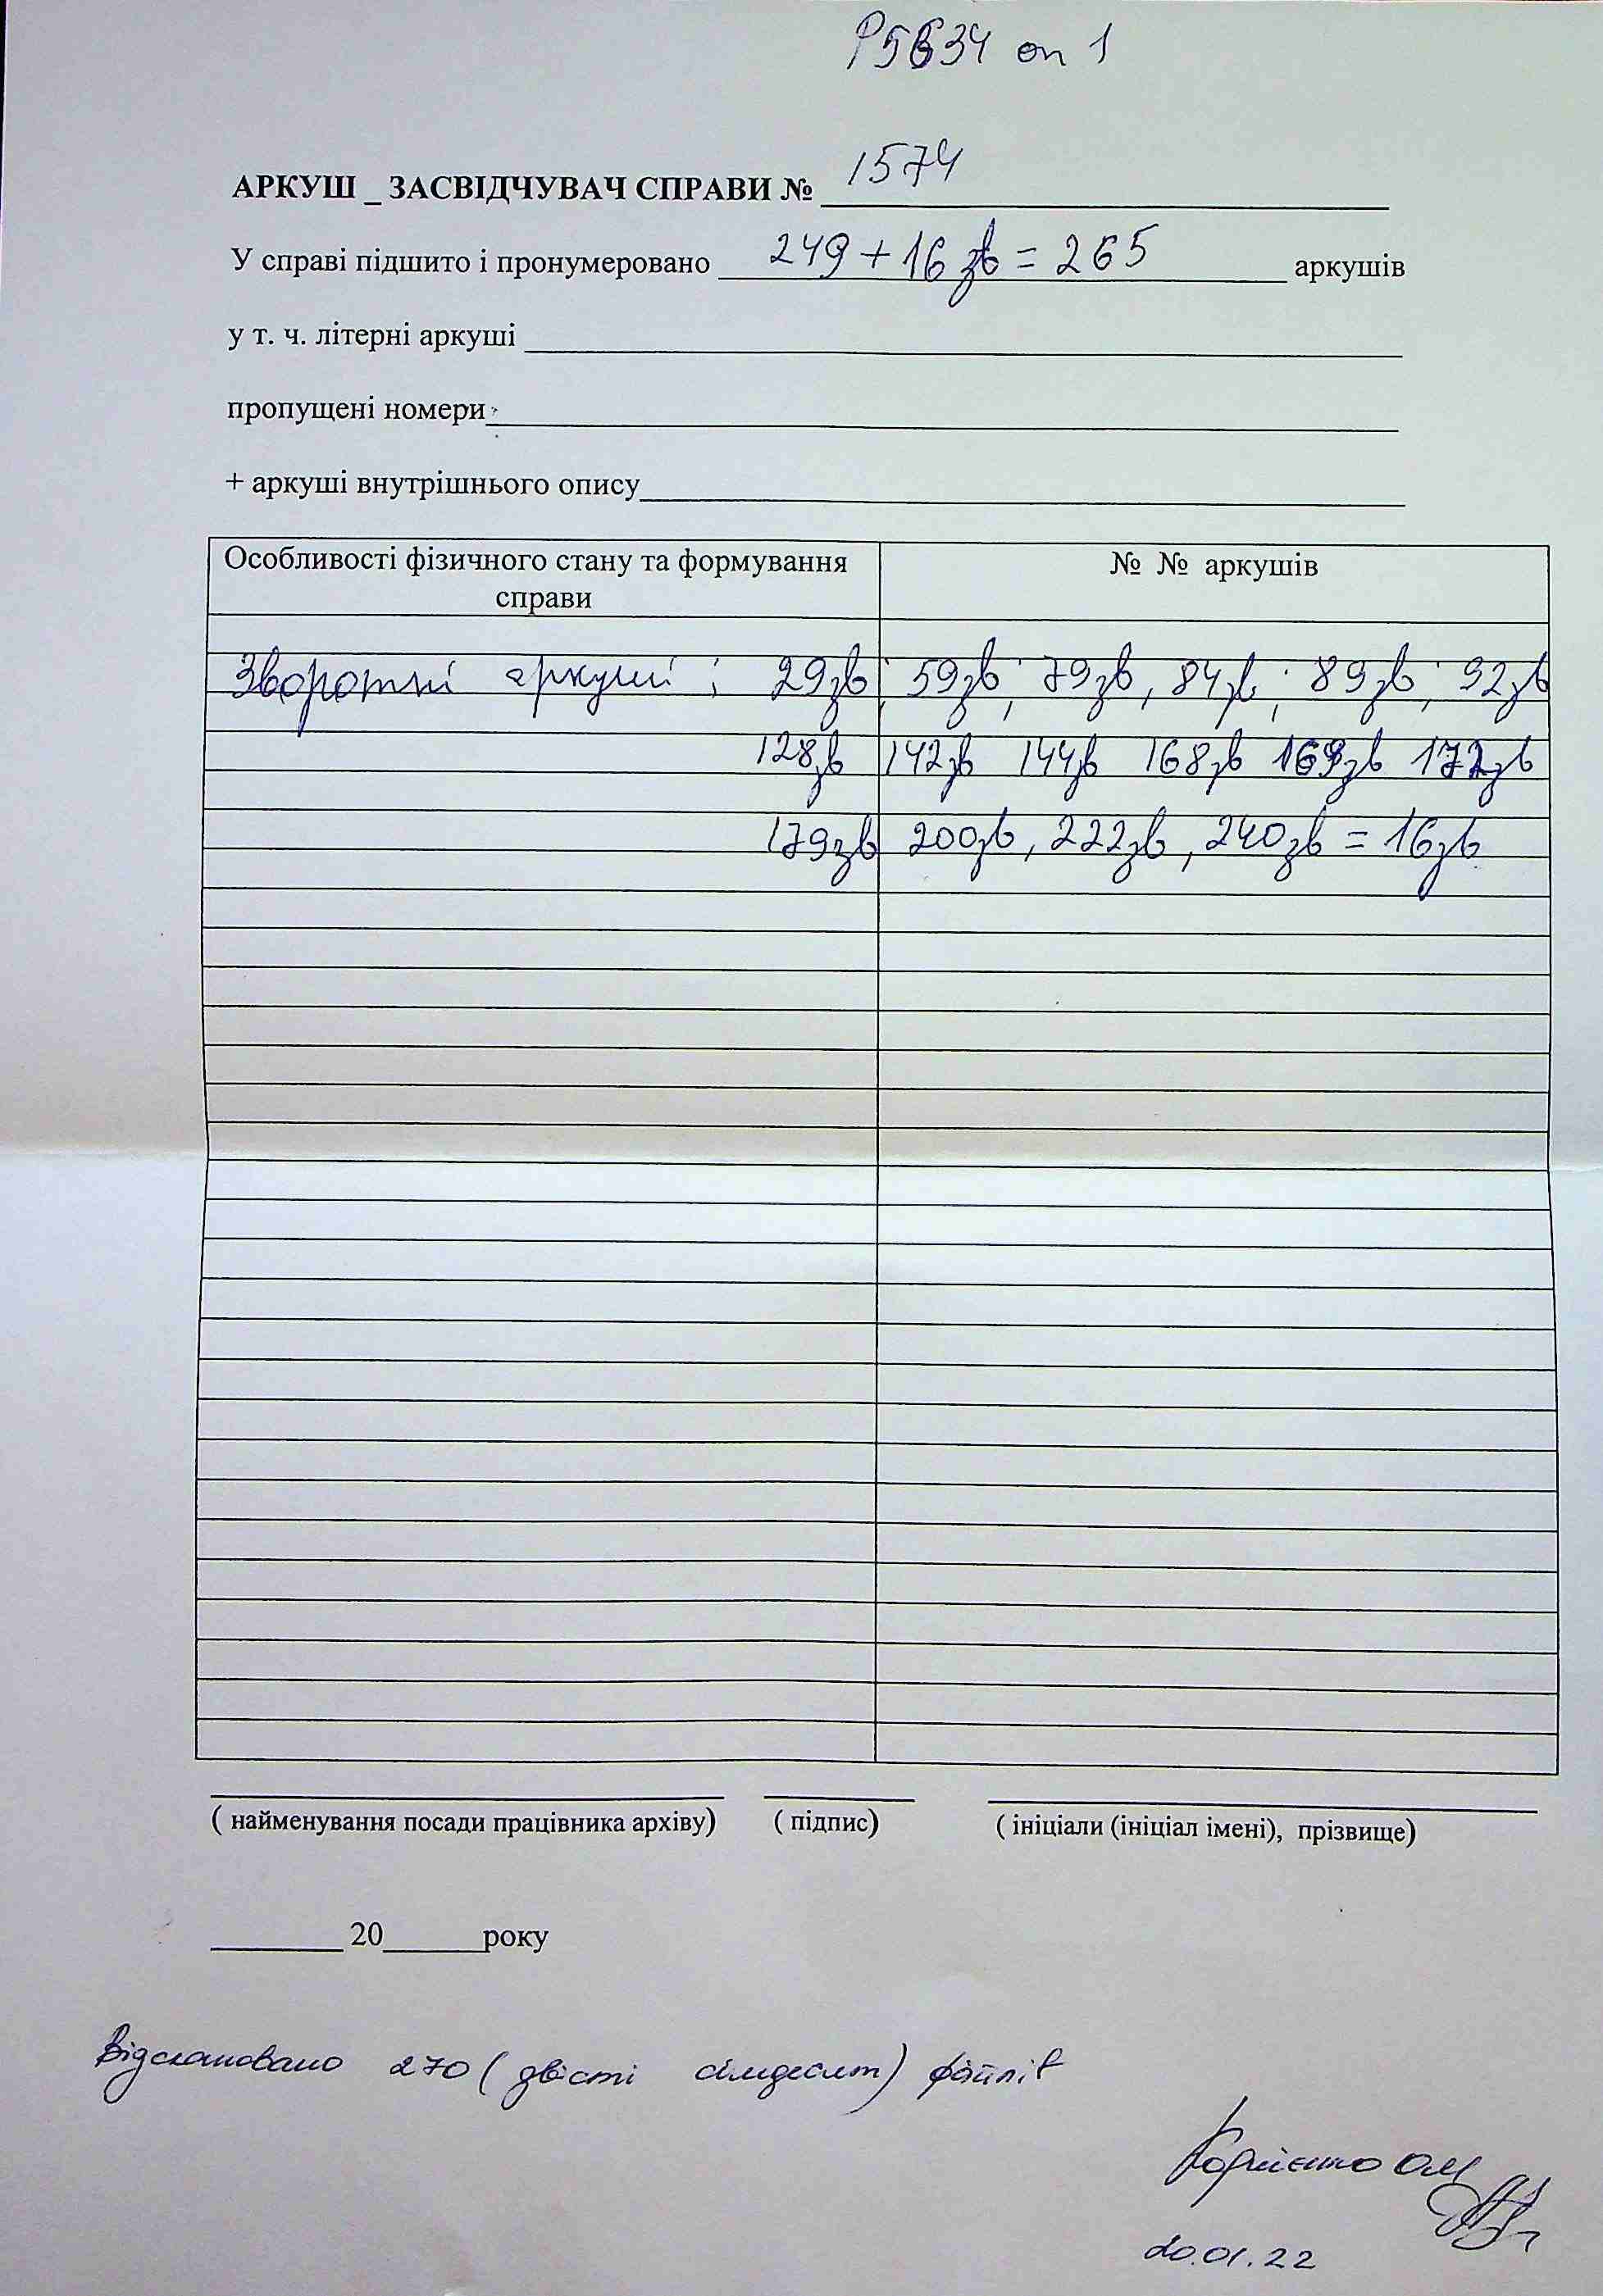 Р5634 оп 1
1574
АРКУШ _ ЗАСВІДЧУВАЧ СПРАВИ №
У справі підшито і пронумеровано 249 + 16 зв = 265 аркушів
у т. ч. літерні аркуші
пропущені номери
+ аркуші внутрішнього опису
Особливості фізичного стану та формування справи
№ № аркушів
Зворотні аркуші : 29зв, 59зв, 79зв, 84зв, 89зв, 92зв
128зв 142зв 144зв 168зв 169зв 172зв
179зв 200зв, 222зв, 240зв = 16зв
( найменування посади працівника архіву) ( підпис) ( ініціали (ініціал імені), прізвище)
20 року
Відскановано 270 ( двісті сімдесят) файлів
Корнієнко ОМ
20.01.22